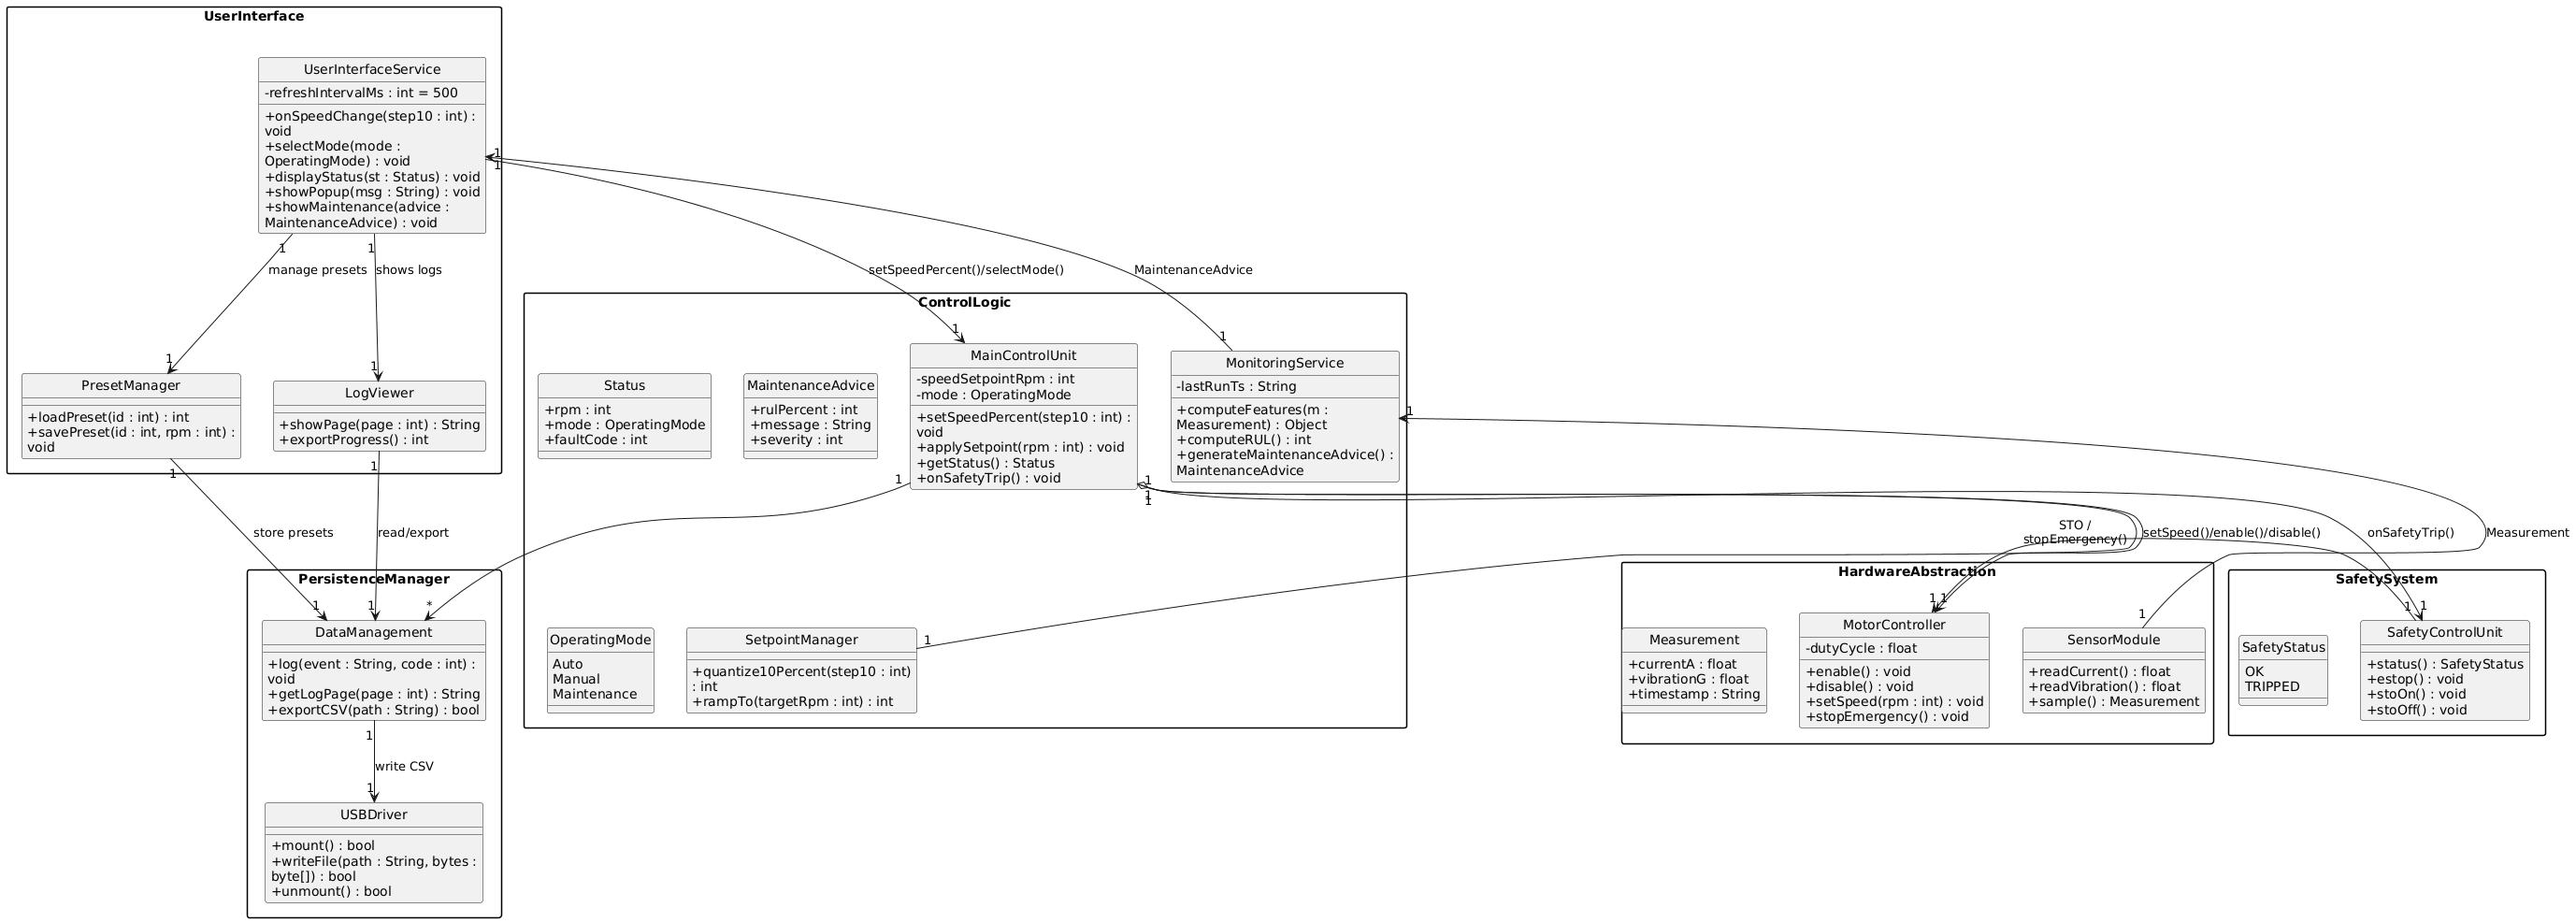 UserInterface
UserInterfaceService
-refreshIntervalMs : int = 500
+onSpeedChange(step10 : int) :
void
+selectMode(mode :
OperatingMode) : void
+displayStatus(st : Status) : void
+showPopup(msg : String) : void
+showMaintenance(advice :
MaintenanceAdvice) : void
1
1
1
1
manage presets
shows logs
setSpeedPercent()/selectMode()
MaintenanceAdvice
1
1
PresetManager
+loadPreset(id : int) : int
+savePreset(id : int, rpm : int) :
void
LogViewer
+showPage(page : int) : String
+exportProgress() : int
1
1
store presets
read/export
ControlLogic
1
1
Status
+rpm : int
+mode : OperatingMode
+faultCode : int
MaintenanceAdvice
+rulPercent : int
+message : String
+severity : int
MainControlUnit
-speedSetpointRpm : int
-mode : OperatingMode
+setSpeedPercent(step10 : int) :
void
+applySetpoint(rpm : int) : void
+getStatus() : Status
+onSafetyTrip() : void
MonitoringService
-lastRunTs : String
+computeFeatures(m :
Measurement) : Object
+computeRUL() : int
+generateMaintenanceAdvice() :
MaintenanceAdvice
1
1
1
1
STO /
stopEmergency()
setSpeed()/enable()/disable()
onSafetyTrip()
Measurement
OperatingMode
Auto
Manual
Maintenance
SetpointManager
+quantize10Percent(step10 : int)
: int
+rampTo(targetRpm : int) : int
1
PersistenceManager
1
1
*
DataManagement
+log(event : String, code : int) :
void
+getLogPage(page : int) : String
+exportCSV(path : String) : bool
1
write CSV
1
USBDriver
+mount() : bool
+writeFile(path : String, bytes :
byte[]) : bool
+unmount() : bool
HardwareAbstraction
1
1
1
Measurement
+currentA : float
+vibrationG : float
+timestamp : String
MotorController
-dutyCycle : float
+enable() : void
+disable() : void
+setSpeed(rpm : int) : void
+stopEmergency() : void
SensorModule
+readCurrent() : float
+readVibration() : float
+sample() : Measurement
SafetySystem
1
1
SafetyStatus
OK
TRIPPED
SafetyControlUnit
+status() : SafetyStatus
+estop() : void
+stoOn() : void
+stoOff() : void